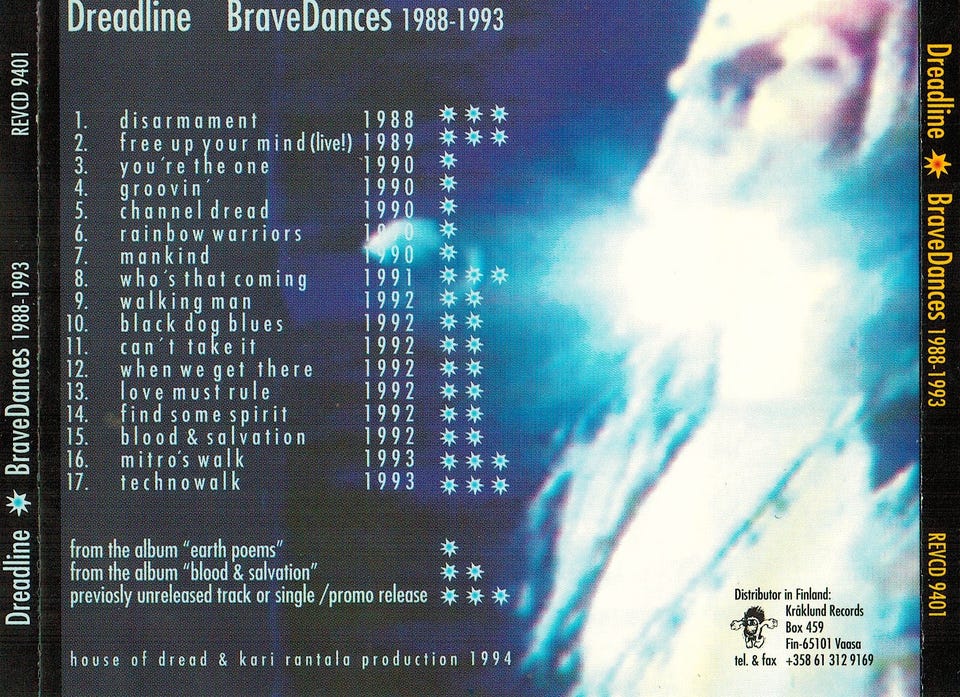 Dreadline BraveDances 1988-1993
1. disarmament 1988
2. free up your mind (live!) 1989
3. you´re the one 1990
4. groovin´ 1990
5. channel dread 1990
6. rainbow warriors 1990
7. mankind 1990
8. who´s that coming 1991
9. walking man 1992
10. black dog blues 1992
11. can´t take it 1992
12. when we get there 1992
13. love must rule 1992
14. find some spirit 1992
15. blood & salvation 1992
16. mitro´s walk 1993
17. technowalk 1993
from the album "earth poems"
from the album "blood & salvation"
previosly unreleased track or single /promo release
house of dread & kari rantala production 1994
Distributor in Finland:
Kråklund Records
Box 459
Fin-65101 Vaasa
tel. & fax +358 61 312 9169
Dreadline BraveDances 1988-1993 REVCD 9401
Dreadline BraveDances 1988-1993 REVCD 9401